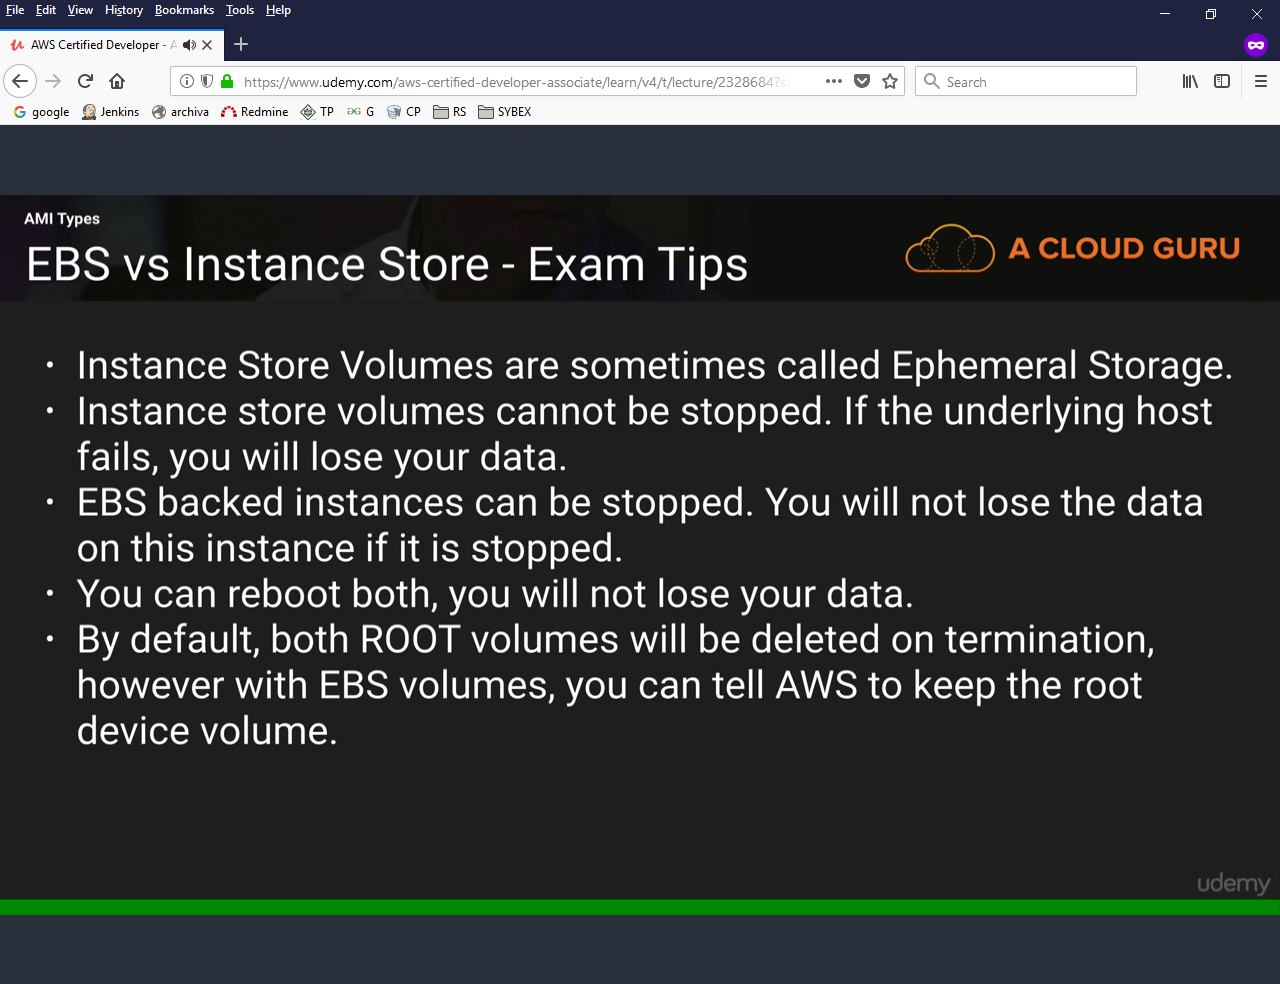 File Edit View History Bookmarks Tools Help
AWS Certified Developer - A
https://www.udemy.com/aws-certified-developer-associate/learn/v4/t/lecture/2328684?s
Search
google Jenkins archiva Redmine TP G CP RS SYBEX
AMI Types
EBS vs Instance Store - Exam Tips
A CLOUD GURU
• Instance Store Volumes are sometimes called Ephemeral Storage.
• Instance store volumes cannot be stopped. If the underlying host
fails, you will lose your data.
• EBS backed instances can be stopped. You will not lose the data
on this instance if it is stopped.
• You can reboot both, you will not lose your data.
• By default, both ROOT volumes will be deleted on termination,
however with EBS volumes, you can tell AWS to keep the root
device volume.
udemy